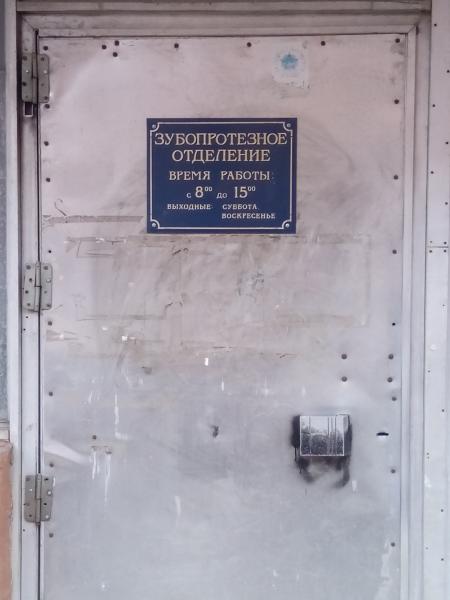 ЗУБОПРОТЕЗНОЕ
ОТДЕЛЕНИЕ
ВРЕМЯ РАБОТЫ:
с 8⁰⁰ до 15⁰⁰
ВЫХОДНЫЕ: СУББОТА,
ВОСКРЕСЕНЬЕ